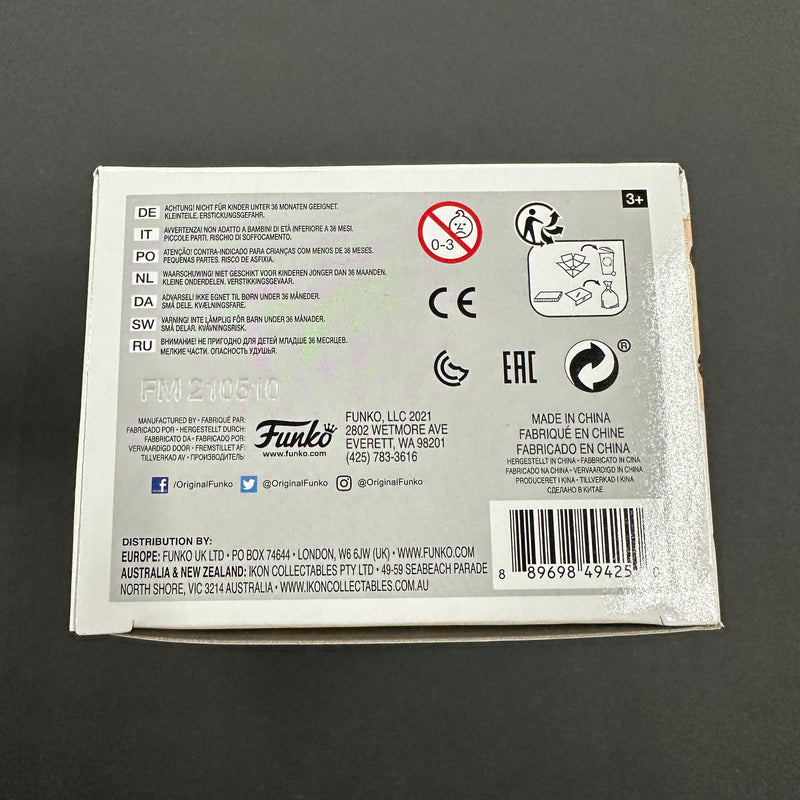 3+
DE ACHTUNG! NICHT FÜR KINDER UNTER 36 MONATEN GEEIGNET.
KLEINTEILE. ERSTICKUNGSGEFAHR.
IT AVVERTENZA! NON ADATTO A BAMBINI DI ETÀ INFERIORE A 36 MESI.
PICCOLE PARTI. RISCHIO DI SOFFOCAMENTO.
PO ATENÇÃO! CONTRA-INDICADO PARA CRIANÇAS COM MENOS DE 36 MESES.
PEQUENAS PARTES. RISCO DE ASFIXIA.
NL WAARSCHUWING! NIET GESCHIKT VOOR KINDEREN JONGER DAN 36 MAANDEN.
KLEINE ONDERDELEN. VERSTIKKINGSGEVAAR.
DA ADVARSEL! IKKE EGNET TIL BØRN UNDER 36 MÅNEDER.
SMÅ DELE. KVÆLNINGSFARE.
SW VARNING! INTE LÄMPLIG FÖR BARN UNDER 36 MÅNADER.
SMÅ DELAR. KVÄVNINGSRISK.
RU ВНИМАНИЕ! НЕ ПРИГОДНО ДЛЯ ДЕТЕЙ МЛАДШЕ 36 МЕСЯЦЕВ.
МЕЛКИЕ ЧАСТИ. ОПАСНОСТЬ УДУШЬЯ.
0-3
CE
EAC
®
FM 210510
MANUFACTURED BY • FABRIQUÉ PAR:
FABRICADO POR • HERGESTELLT DURCH:
FABBRICATO DA • FABRICADO POR:
VERVAARDIGD DOOR • FREMSTILLET AF:
TILLVERKAD AV • ПРОИЗВОДИТЕЛЬ:
Funko
www.funko.com
FUNKO, LLC 2021
2802 WETMORE AVE
EVERETT, WA 98201
(425) 783-3616
MADE IN CHINA
FABRIQUÉ EN CHINE
FABRICADO EN CHINA
HERGESTELLT IN CHINA • FABBRICATO IN CINA
FABRICADO NA CHINA • VERVAARDIGD IN CHINA
PRODUCERET I KINA • TILLVERKAD I KINA
СДЕЛАНО В КИТАЕ
/OriginalFunko @OriginalFunko @OriginalFunko
DISTRIBUTION BY:
EUROPE: FUNKO UK LTD • PO BOX 74644 • LONDON, W6 6JW (UK) • WWW.FUNKO.COM
AUSTRALIA & NEW ZEALAND: IKON COLLECTABLES PTY LTD • 49-59 SEABEACH PARADE
NORTH SHORE, VIC 3214 AUSTRALIA • WWW.IKONCOLLECTABLES.COM.AU
8 89698 49425 0